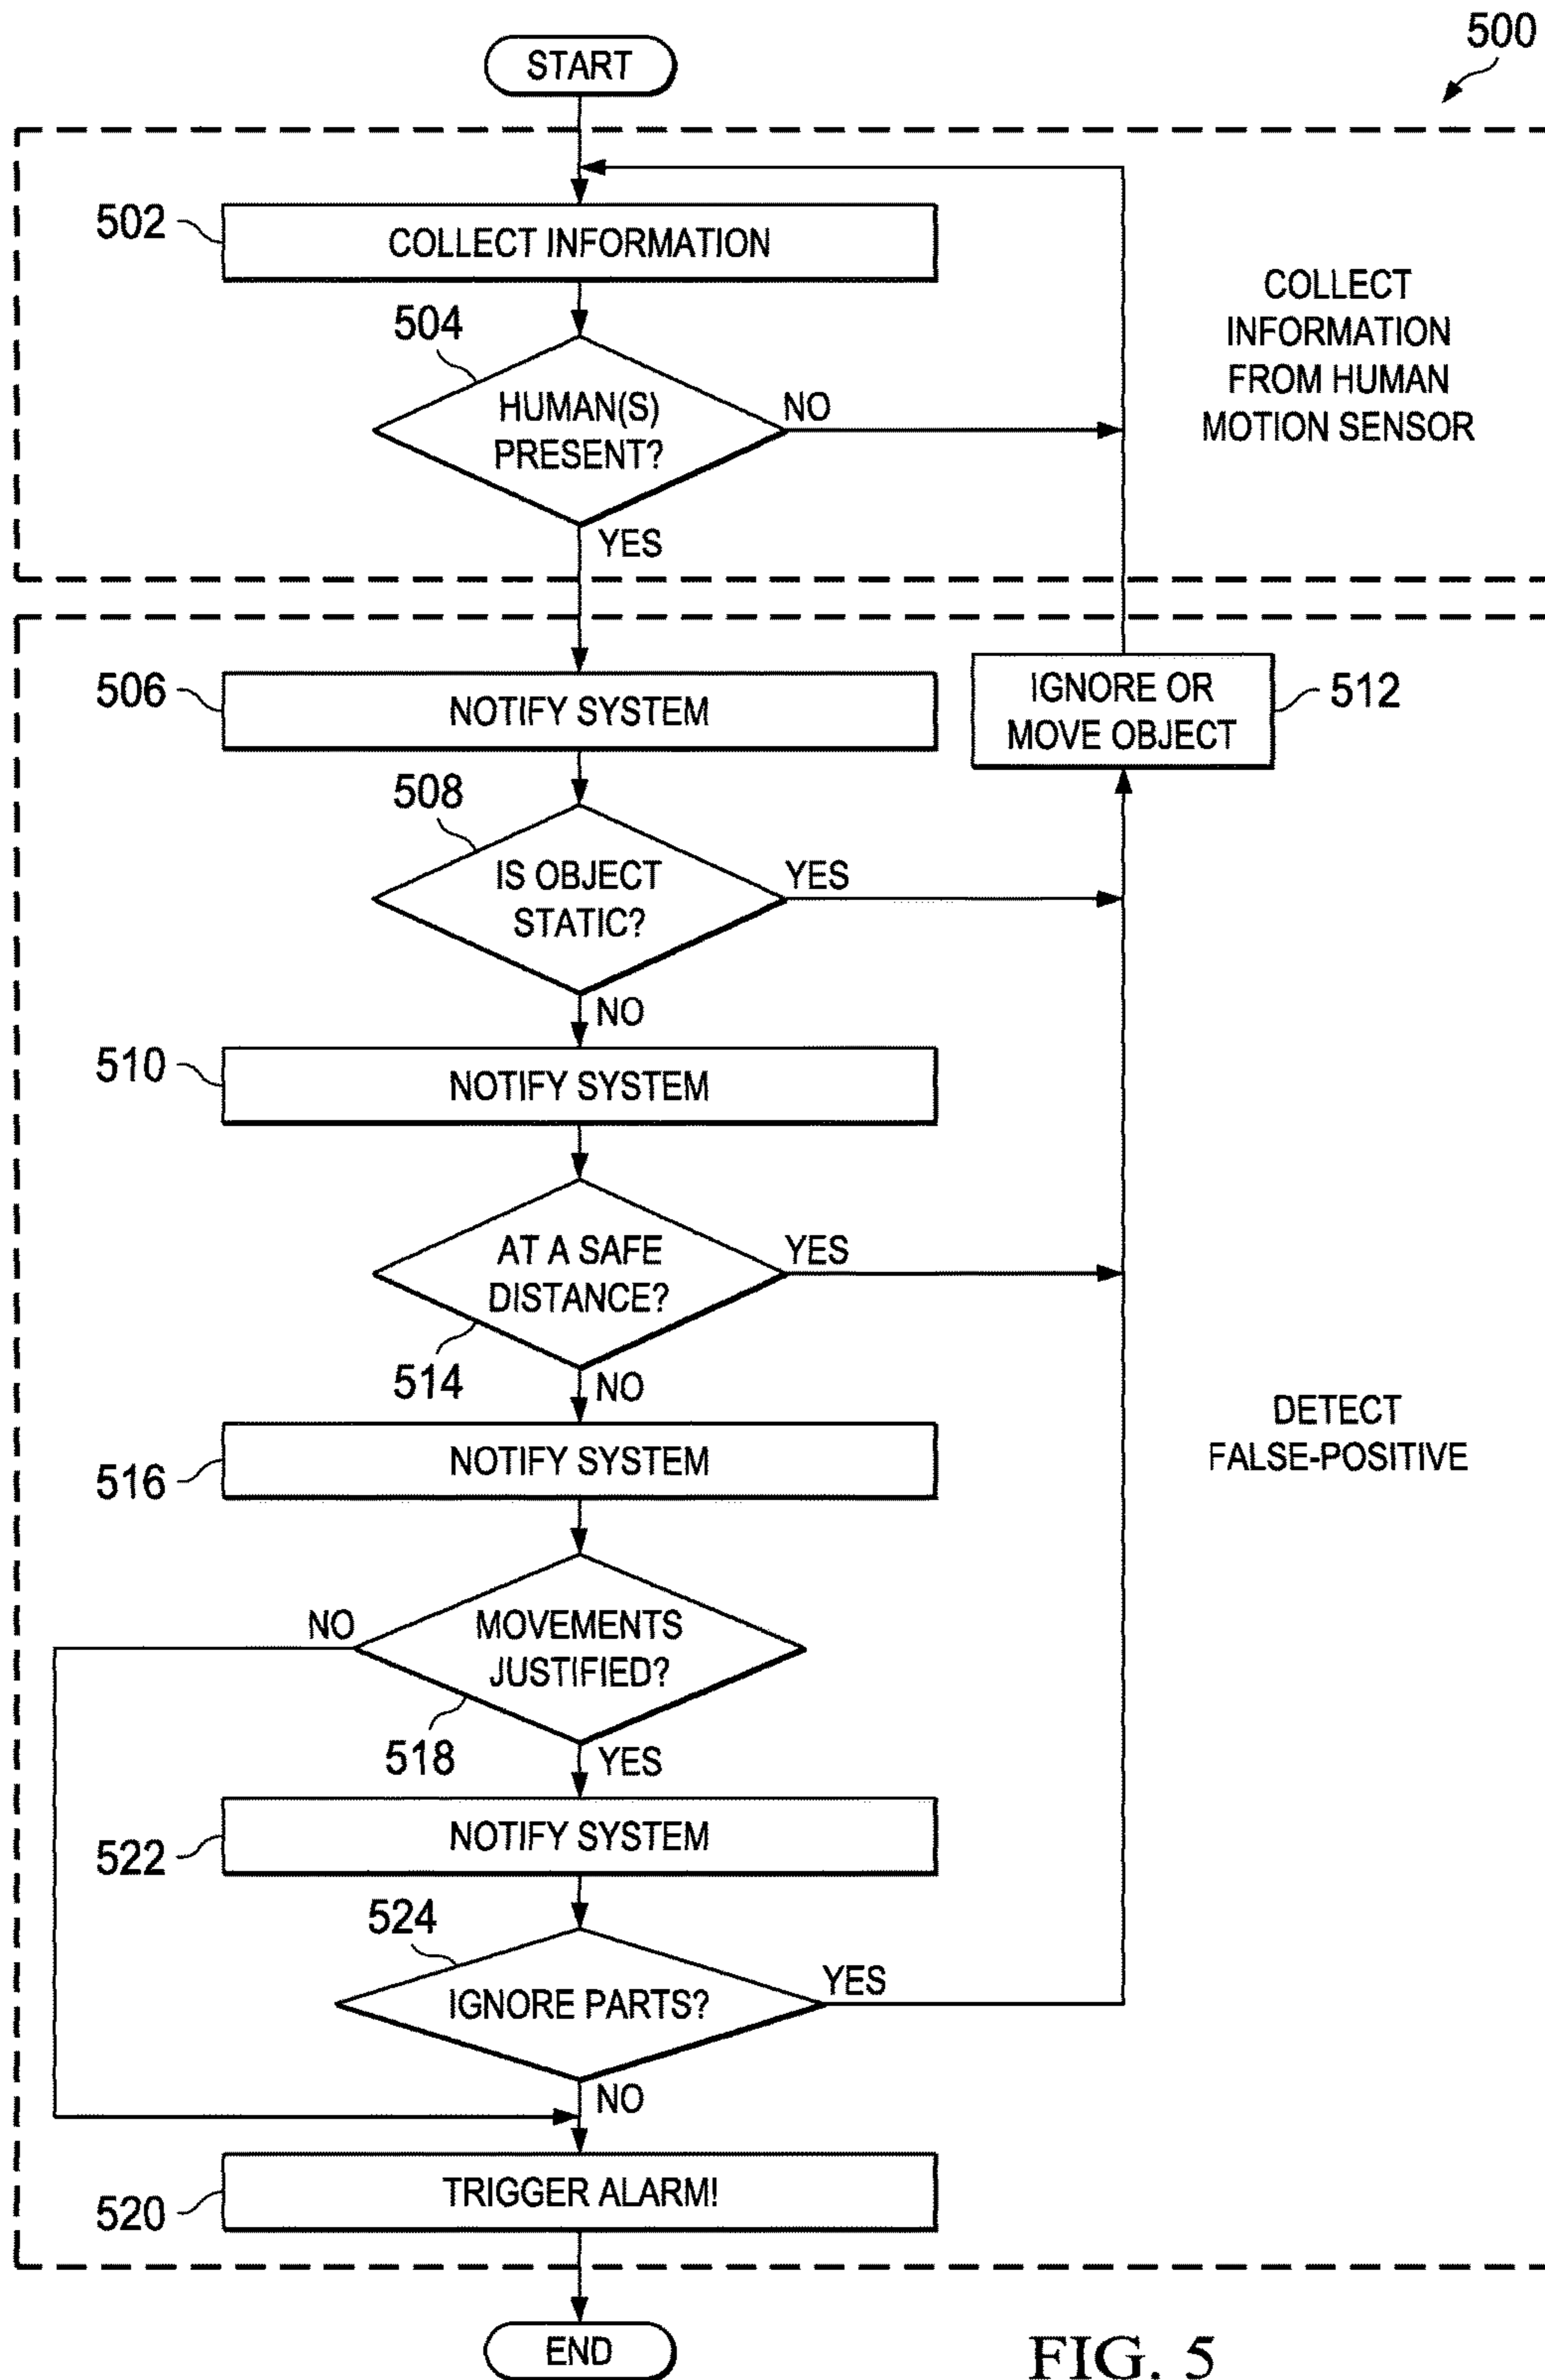 500
START
502
COLLECT INFORMATION
COLLECT
INFORMATION
FROM HUMAN
MOTION SENSOR
504
HUMAN(S)
PRESENT?
NO
YES
506
NOTIFY SYSTEM
IGNORE OR
MOVE OBJECT
512
508
IS OBJECT
STATIC?
YES
NO
510
NOTIFY SYSTEM
AT A SAFE
DISTANCE?
YES
514
NO
516
NOTIFY SYSTEM
DETECT
FALSE-POSITIVE
NO
MOVEMENTS
JUSTIFIED?
518
YES
522
NOTIFY SYSTEM
524
IGNORE PARTS?
YES
NO
520
TRIGGER ALARM!
END
FIG. 5